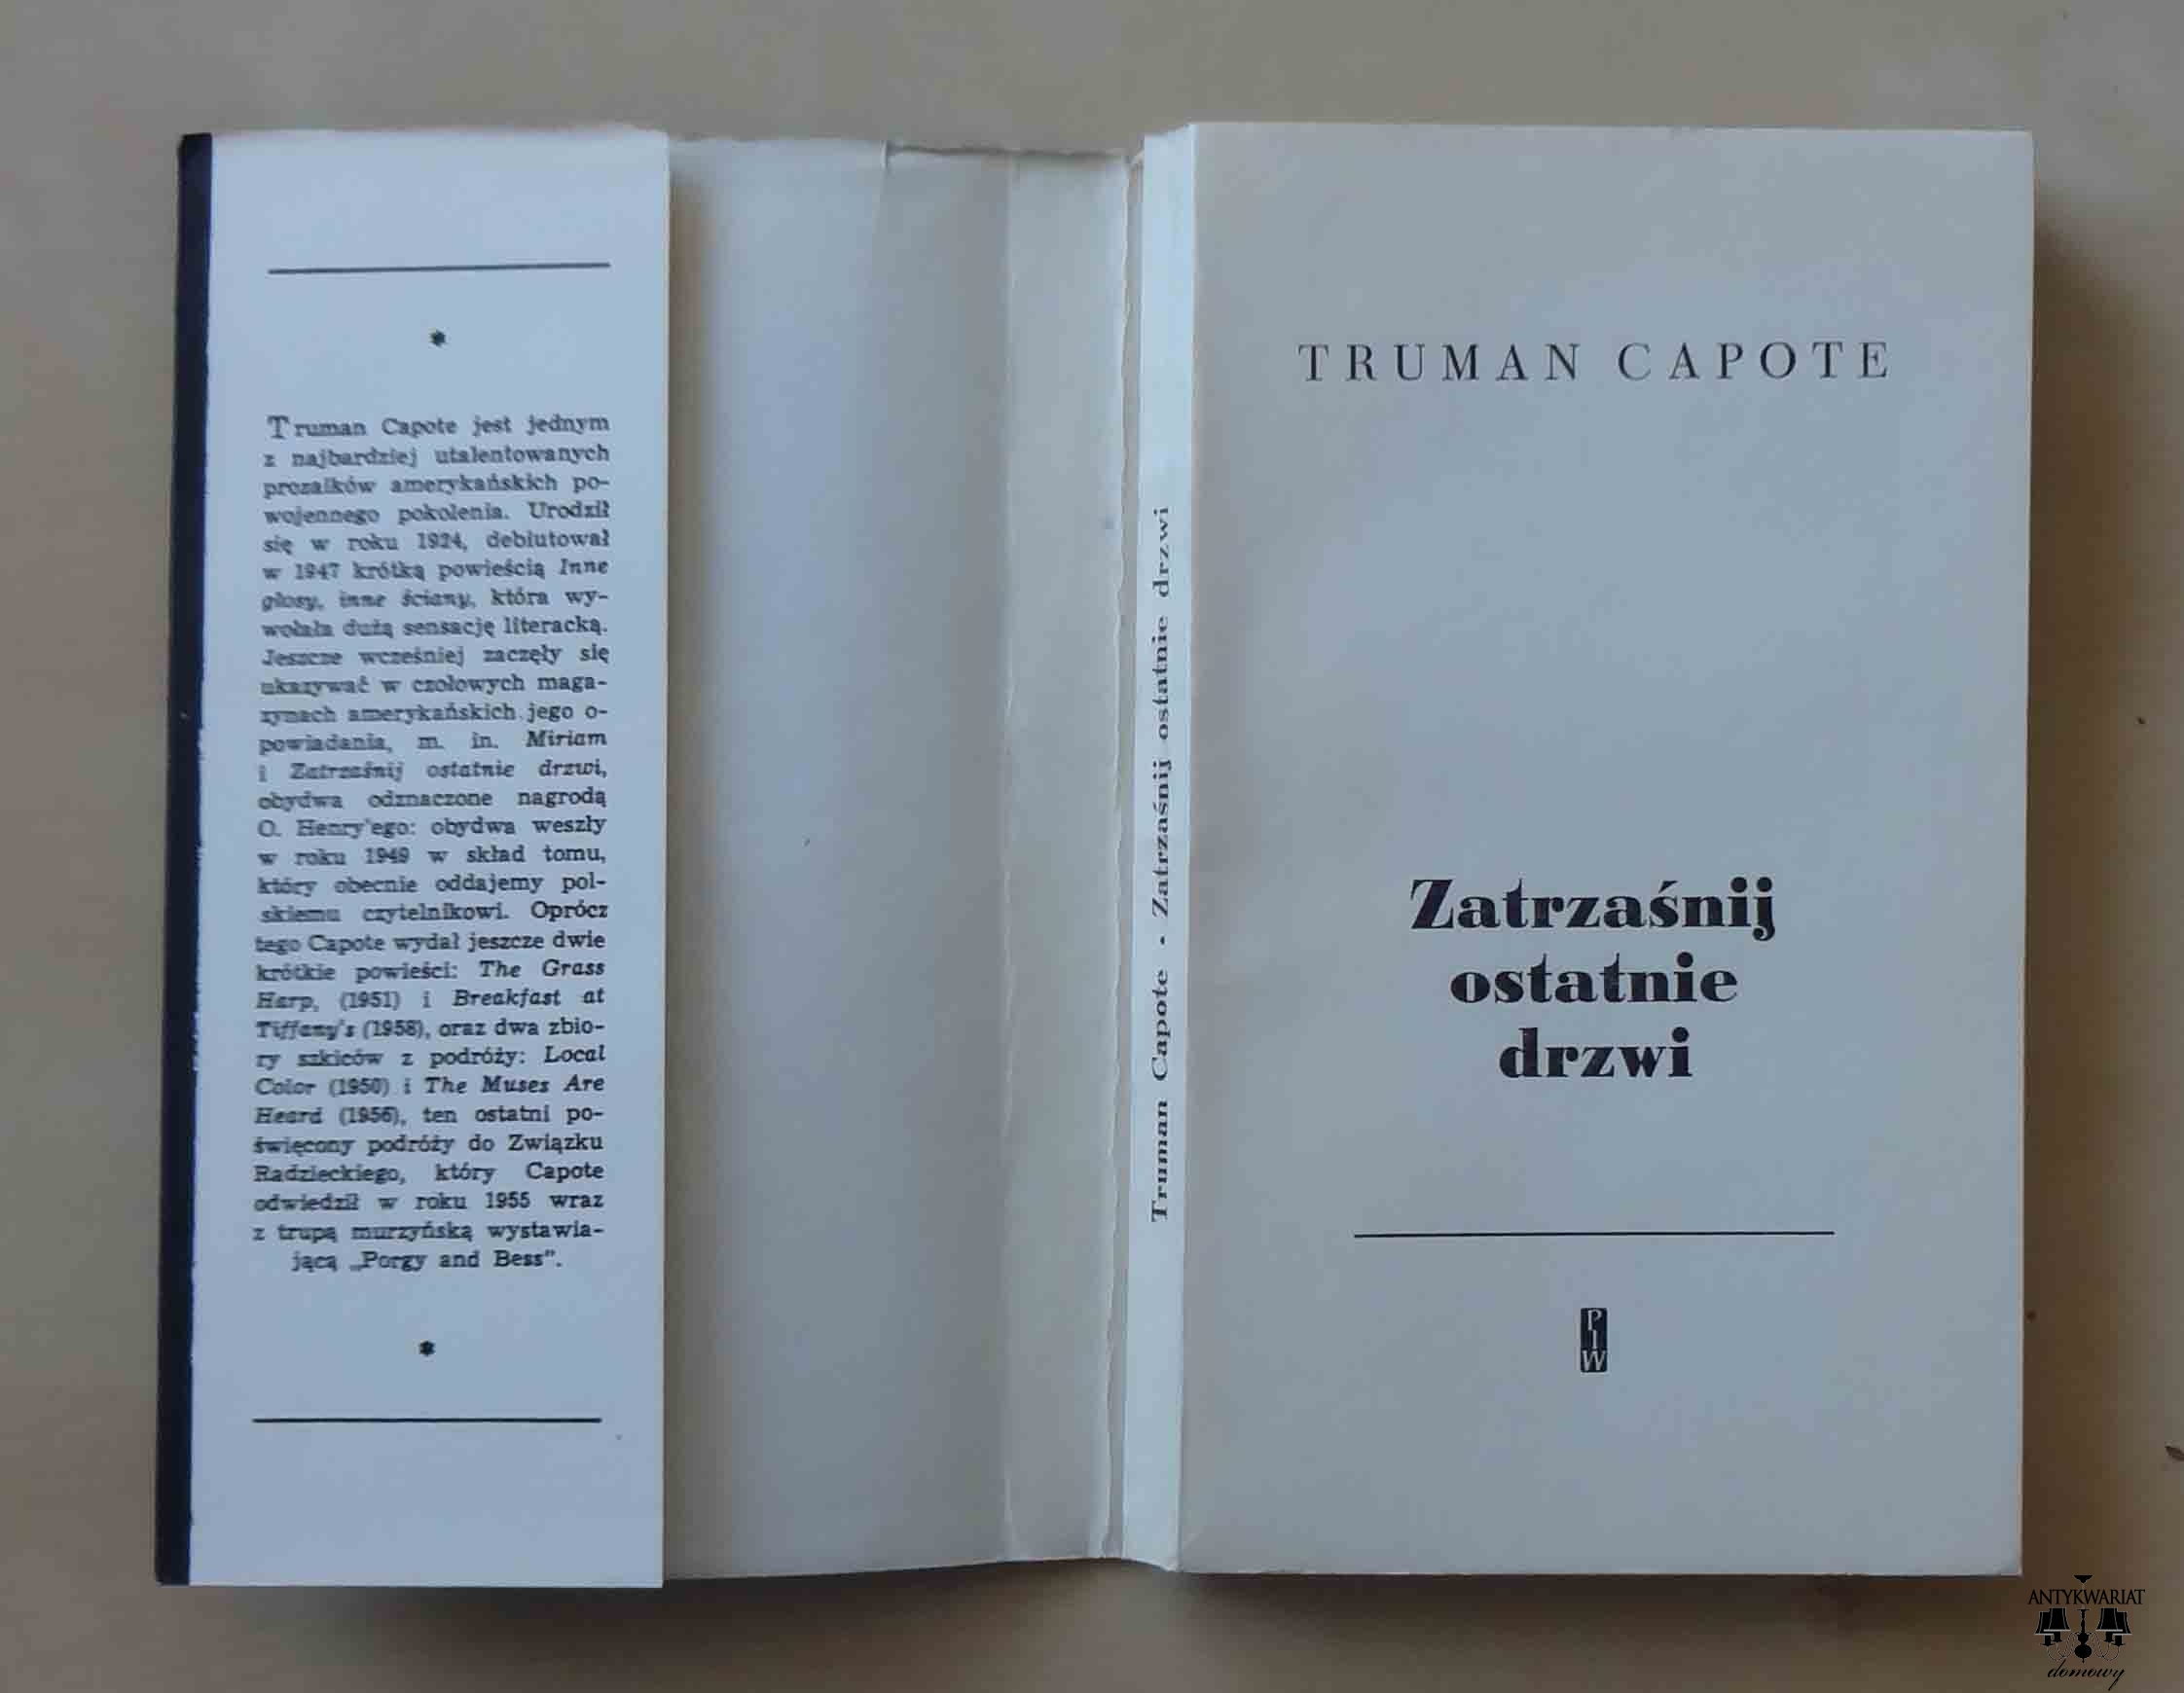 Truman Capote jest jednym
z najbardziej utalentowanych
prozaików amerykańskich po-
wojennego pokolenia. Urodził
się w roku 1924, debiutował
w 1947 krótką powieścią Inne
głosy, inne ściany, która wy-
wołała dużą sensację literacką.
Jeszcze wcześniej zaczęły się
ukazywać w czołowych maga-
zynach amerykańskich jego o-
powiadania, m. in. Miriam
i Zatrzaśnij ostatnie drzwi,
obydwa odznaczone nagrodą
O. Henry'ego: obydwa weszły
w roku 1949 w skład tomu,
który obecnie oddajemy pol-
skiemu czytelnikowi. Oprócz
tego Capote wydał jeszcze dwie
krótkie powieści: The Grass
Harp, (1951) i Breakfast at
Tiffany's (1958), oraz dwa zbio-
ry szkiców z podróży: Local
Color (1950) i The Muses Are
Heard (1956), ten ostatni po-
święcony podróży do Związku
Radzieckiego, który Capote
odwiedził w roku 1955 wraz
z trupą murzyńską wystawia-
jącą „Porgy and Bess".
Truman Capote • Zatrzaśnij ostatnie drzwi
TRUMAN CAPOTE
Zatrzaśnij
ostatnie
drzwi
PIW
ANTYKWARIAT
domowy